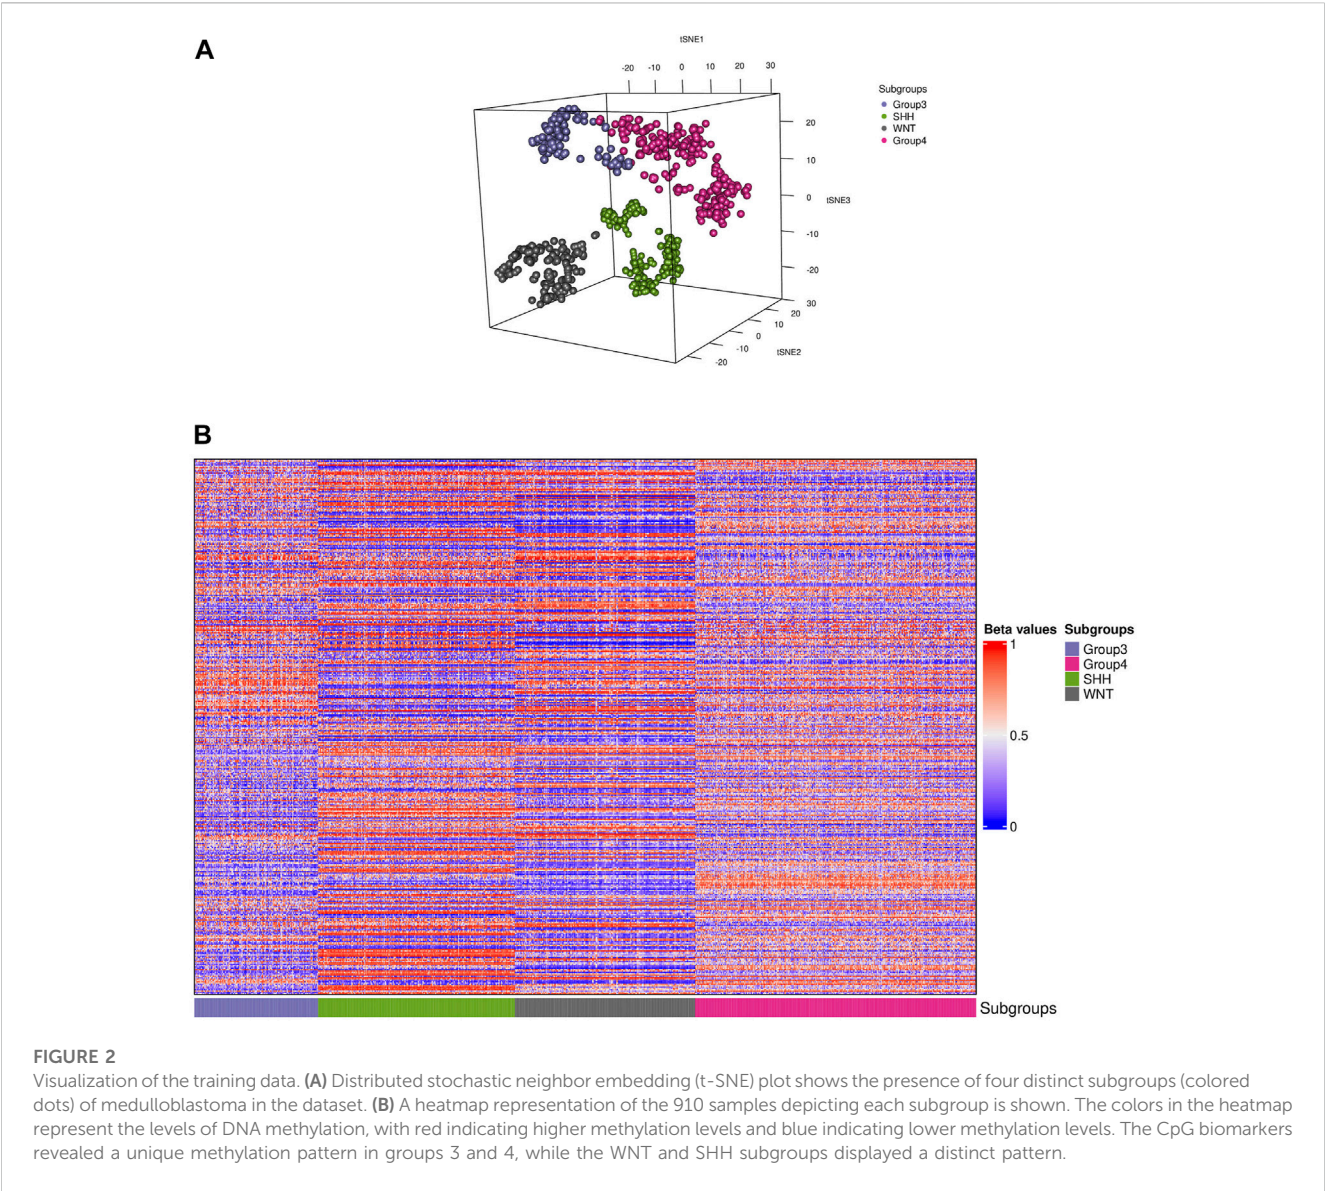 A
tSNE1
-20 -10 0 10 20 30
Subgroups
Group3
SHH
WNT
Group4
20
10
0
tSNE3
-10
-20
30
20
10
0
-10
-20
tSNE2
B
Beta values
1
0.5
0
Subgroups
Group3
Group4
SHH
WNT
Subgroups
FIGURE 2
Visualization of the training data. (A) Distributed stochastic neighbor embedding (t-SNE) plot shows the presence of four distinct subgroups (colored
dots) of medulloblastoma in the dataset. (B) A heatmap representation of the 910 samples depicting each subgroup is shown. The colors in the heatmap
represent the levels of DNA methylation, with red indicating higher methylation levels and blue indicating lower methylation levels. The CpG biomarkers
revealed a unique methylation pattern in groups 3 and 4, while the WNT and SHH subgroups displayed a distinct pattern.